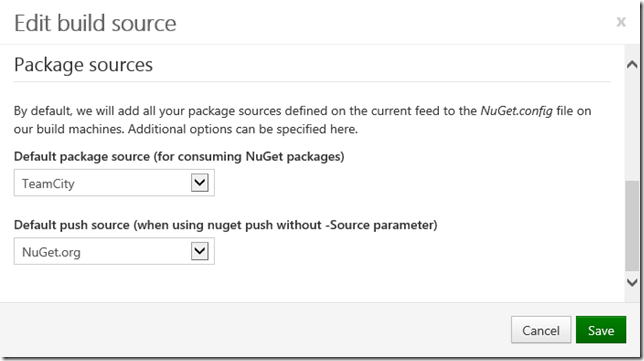 Edit build source
x
Package sources
By default, we will add all your package sources defined on the current feed to the NuGet.config file on
our build machines. Additional options can be specified here.
Default package source (for consuming NuGet packages)
TeamCity
Default push source (when using nuget push without -Source parameter)
NuGet.org
Cancel
Save